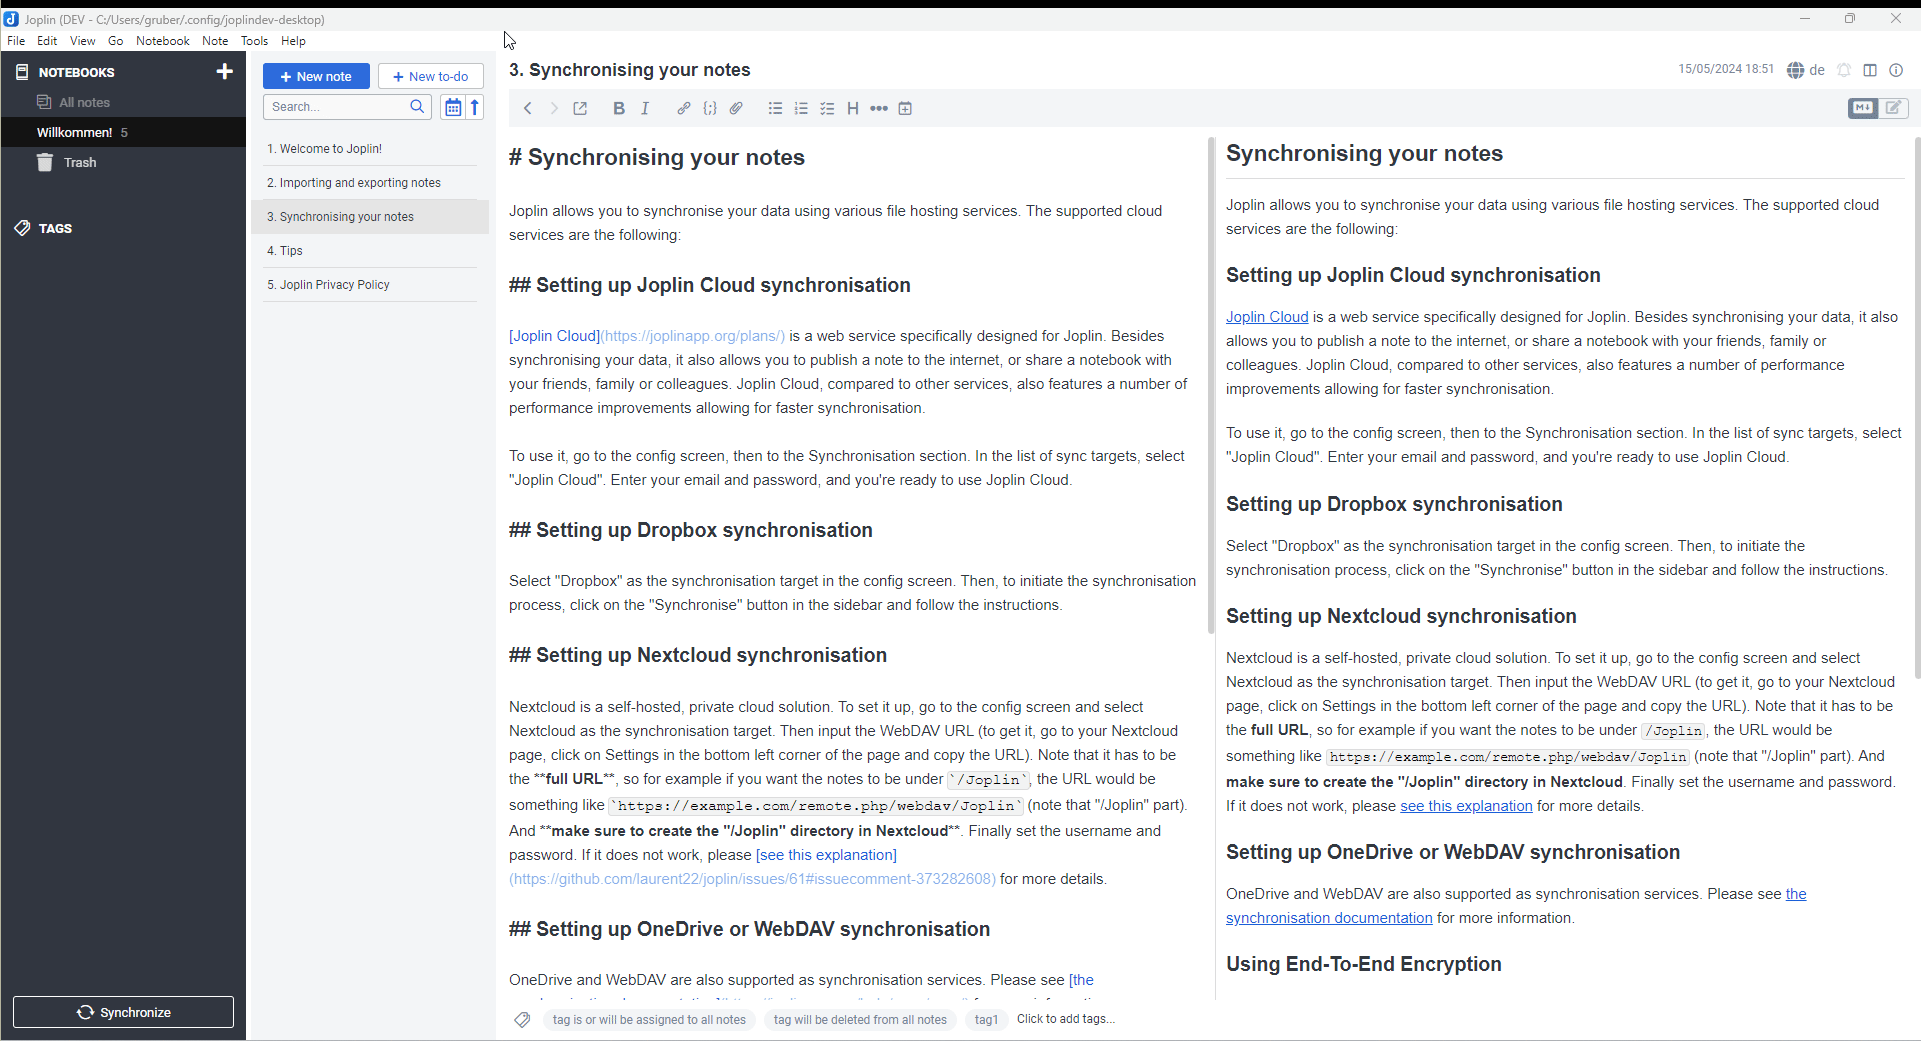 Joplin (DEV - C:/Users/gruber/.config/joplindev-desktop)
File Edit View Go Notebook Note Tools Help
NOTEBOOKS
All notes
Willkommen! 5
Trash
TAGS
Synchronize
New note
New to-do
Search...
1. Welcome to Joplin!
2. Importing and exporting notes
3. Synchronising your notes
4. Tips
5. Joplin Privacy Policy
3. Synchronising your notes
15/05/2024 18:51
de
# Synchronising your notes
Joplin allows you to synchronise your data using various file hosting services. The supported cloud
services are the following:
## Setting up Joplin Cloud synchronisation
[Joplin Cloud](https://joplinapp.org/plans/) is a web service specifically designed for Joplin. Besides
synchronising your data, it also allows you to publish a note to the internet, or share a notebook with
your friends, family or colleagues. Joplin Cloud, compared to other services, also features a number of
performance improvements allowing for faster synchronisation.
To use it, go to the config screen, then to the Synchronisation section. In the list of sync targets, select
"Joplin Cloud". Enter your email and password, and you're ready to use Joplin Cloud.
## Setting up Dropbox synchronisation
Select "Dropbox" as the synchronisation target in the config screen. Then, to initiate the synchronisation
process, click on the "Synchronise" button in the sidebar and follow the instructions.
## Setting up Nextcloud synchronisation
Nextcloud is a self-hosted, private cloud solution. To set it up, go to the config screen and select
Nextcloud as the synchronisation target. Then input the WebDAV URL (to get it, go to your Nextcloud
page, click on Settings in the bottom left corner of the page and copy the URL). Note that it has to be
the **full URL**, so for example if you want the notes to be under `/Joplin`, the URL would be
something like `https://example.com/remote.php/webdav/Joplin` (note that "/Joplin" part).
And **make sure to create the "/Joplin" directory in Nextcloud**. Finally set the username and
password. If it does not work, please [see this explanation]
(https://github.com/laurent22/joplin/issues/61#issuecomment-373282608) for more details.
## Setting up OneDrive or WebDAV synchronisation
OneDrive and WebDAV are also supported as synchronisation services. Please see [the
Synchronising your notes
Joplin allows you to synchronise your data using various file hosting services. The supported cloud
services are the following:
Setting up Joplin Cloud synchronisation
Joplin Cloud is a web service specifically designed for Joplin. Besides synchronising your data, it also
allows you to publish a note to the internet, or share a notebook with your friends, family or
colleagues. Joplin Cloud, compared to other services, also features a number of performance
improvements allowing for faster synchronisation.
To use it, go to the config screen, then to the Synchronisation section. In the list of sync targets, select
"Joplin Cloud". Enter your email and password, and you're ready to use Joplin Cloud.
Setting up Dropbox synchronisation
Select "Dropbox" as the synchronisation target in the config screen. Then, to initiate the
synchronisation process, click on the "Synchronise" button in the sidebar and follow the instructions.
Setting up Nextcloud synchronisation
Nextcloud is a self-hosted, private cloud solution. To set it up, go to the config screen and select
Nextcloud as the synchronisation target. Then input the WebDAV URL (to get it, go to your Nextcloud
page, click on Settings in the bottom left corner of the page and copy the URL). Note that it has to be
the full URL, so for example if you want the notes to be under /Joplin, the URL would be
something like https://example.com/remote.php/webdav/Joplin (note that "/Joplin" part). And
make sure to create the "/Joplin" directory in Nextcloud. Finally set the username and password.
If it does not work, please see this explanation for more details.
Setting up OneDrive or WebDAV synchronisation
OneDrive and WebDAV are also supported as synchronisation services. Please see the
synchronisation documentation for more information.
Using End-To-End Encryption
tag is or will be assigned to all notes
tag will be deleted from all notes
tag1
Click to add tags...